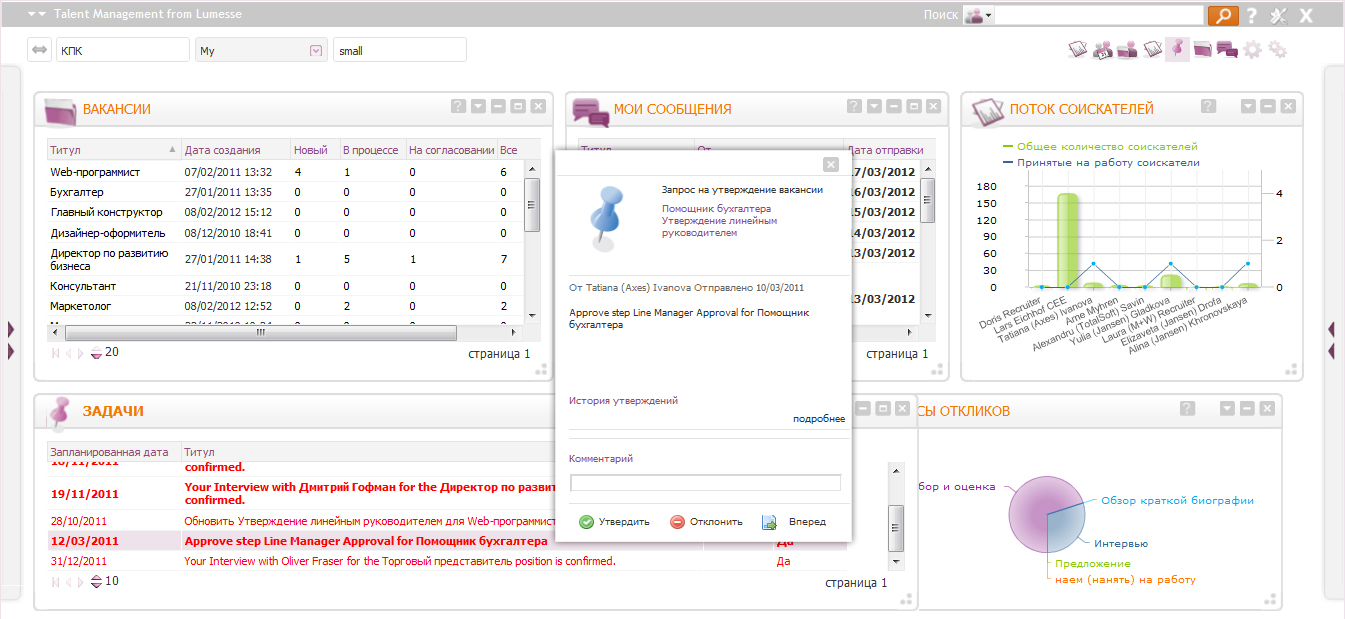 Talent Management from Lumesse
Поиск
КПК
My
small
ВАКАНСИИ
Титул
Дата создания
Новый
В процессе
На согласовании
Все
Web-программист 07/02/2011 13:32 4 1 0 6
Бухгалтер 27/01/2011 13:35 0 0 0 0
Главный конструктор 08/02/2012 15:12 0 0 0 0
Дизайнер-оформитель 08/12/2010 18:41 0 0 0 0
Директор по развитию
бизнеса 27/01/2011 14:38 1 5 1 7
Консультант 21/11/2010 23:18 0 0 0 0
Маркетолог 08/02/2012 12:52 0 2 0 2
20
страница 1
МОИ СООБЩЕНИЯ
Титул
От
Дата отправки
17/03/2012
16/03/2012
15/03/2012
14/03/2012
13/03/2012
13/03/2012
страница 1
ПОТОК СОИСКАТЕЛЕЙ
Общее количество соискателей
Принятые на работу соискатели
180
150
120
90
60
30
0
4
2
0
Doris Recruiter
Lars Eichhof CEE
Tatiana (Axes) Ivanova
Arne Myhren
Alexandru (TotalSoft) Savin
Yulia (Jansen) Gladkova
Laura (M+W) Recruiter
Elizaveta (Jansen) Drofa
Alina (Jansen) Khronovskaya
Запрос на утверждение вакансии
Помощник бухгалтера
Утверждение линейным
руководителем
От Tatiana (Axes) Ivanova Отправлено 10/03/2011
Approve step Line Manager Approval for Помощник
бухгалтера
История утверждений
подробнее
Комментарий
Утвердить
Отклонить
Вперед
ЗАДАЧИ
Запланированная дата
Титул
confirmed.
19/11/2011 Your Interview with Дмитрий Гофман for the Директор по разви
confirmed.
28/10/2011 Обновить Утверждение линейным руководителем для Web-программист
12/03/2011 Approve step Line Manager Approval for Помощник бухгалтера Да
31/12/2011 Your Interview with Oliver Fraser for the Торговый представитель position is confirmed. Да
10
страница 1
СЫ ОТКЛИКОВ
бор и оценка
Обзор краткой биографии
Интервью
Предложение
наем (нанять) на работу